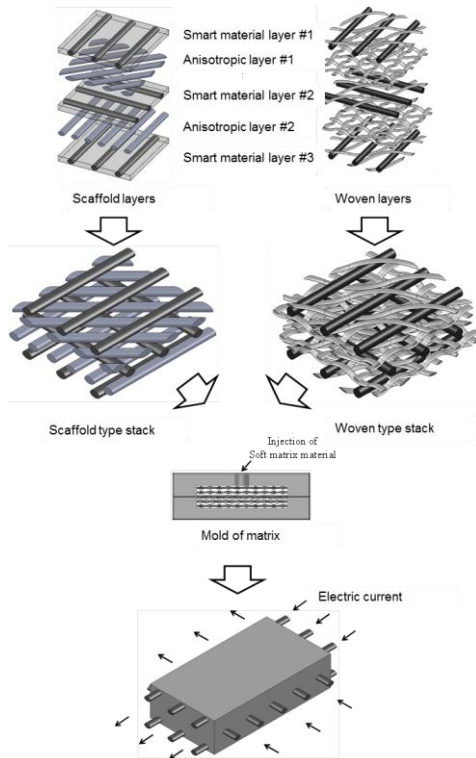 Smart material layer #1
Anisotropic layer #1
Smart material layer #2
Anisotropic layer #2
Smart material layer #3
Scaffold layers
Woven layers
Scaffold type stack
Woven type stack
Injection of
Soft matrix material
Mold of matrix
Electric current